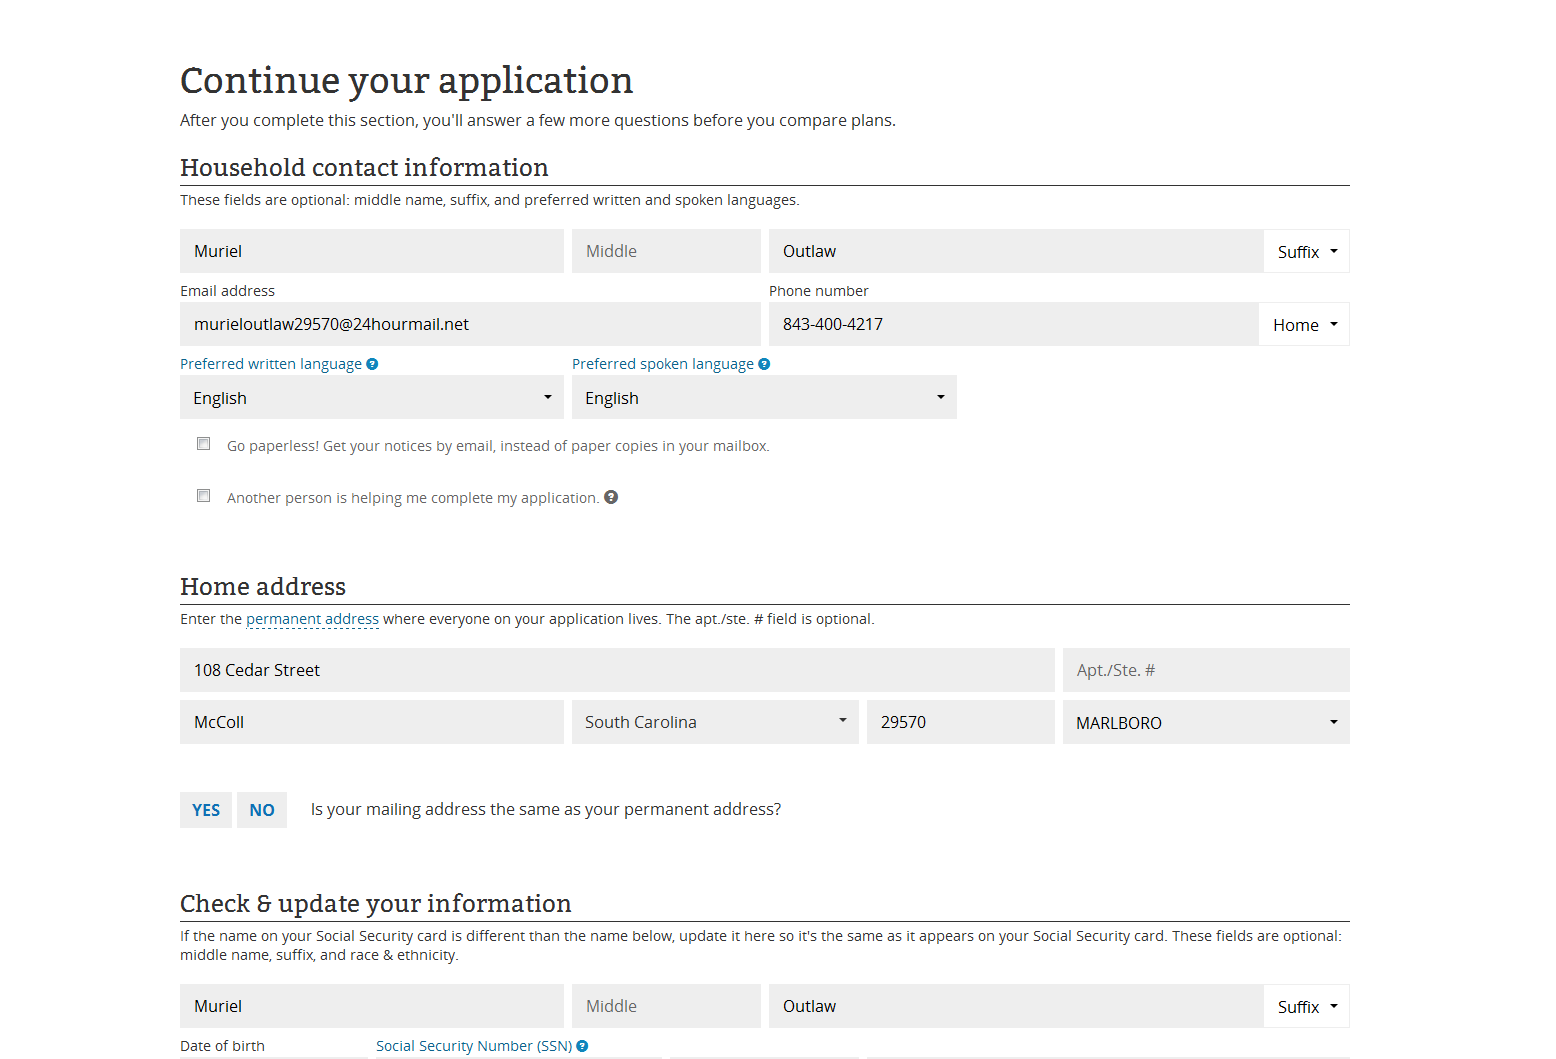 Continue your application
After you complete this section, you'll answer a few more questions before you compare plans.
Household contact information
These fields are optional: middle name, suffix, and preferred written and spoken languages.
Muriel Middle Outlaw Suffix
Email address Phone number
murieloutlaw29570@24hourmail.net 843-400-4217 Home
Preferred written language ? Preferred spoken language ?
English English
Go paperless! Get your notices by email, instead of paper copies in your mailbox.
Another person is helping me complete my application. ?
Home address
Enter the permanent address where everyone on your application lives. The apt./ste. # field is optional.
108 Cedar Street Apt./Ste. #
McColl South Carolina 29570 MARLBORO
YES NO Is your mailing address the same as your permanent address?
Check & update your information
If the name on your Social Security card is different than the name below, update it here so it's the same as it appears on your Social Security card. These fields are optional:
middle name, suffix, and race & ethnicity.
Muriel Middle Outlaw Suffix
Date of birth Social Security Number (SSN) ?